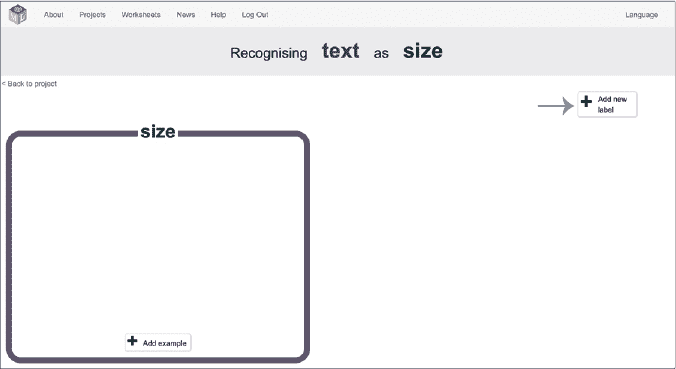 About Projects Worksheets News Help Log Out Language
Recognising text as size
< Back to project
Add new
label
size
Add example